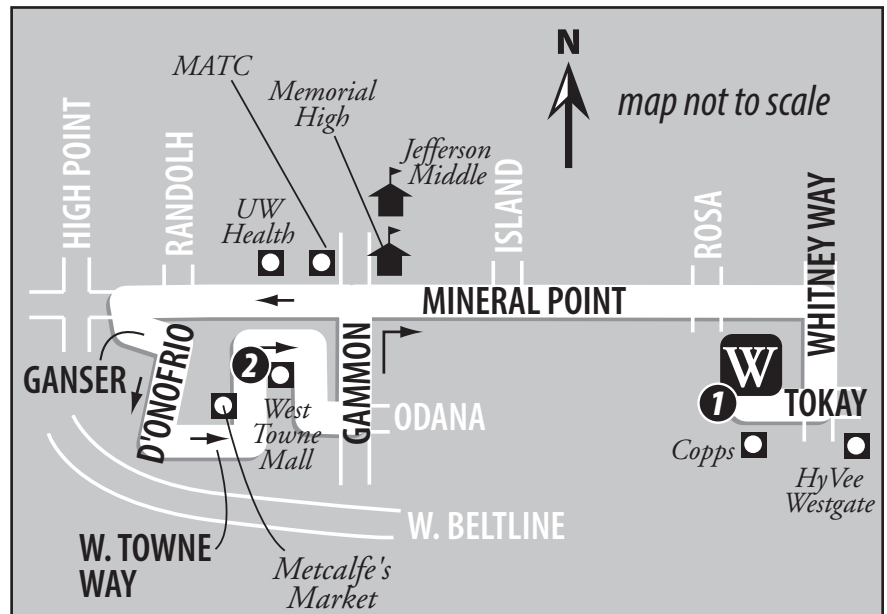 N
map not to scale
MATC
Memorial
High
Jefferson
Middle
HIGH POINT
RANDOLH
UW
Health
ISLAND
ROSA
WHITNEY WAY
MINERAL POINT
GANSER
D'ONOFRIO
2
West
Towne
Mall
GAMMON
ODANA
W
1
TOKAY
Copps
HyVee
Westgate
W. BELTLINE
W. TOWNE
WAY
Metcalfe's
Market